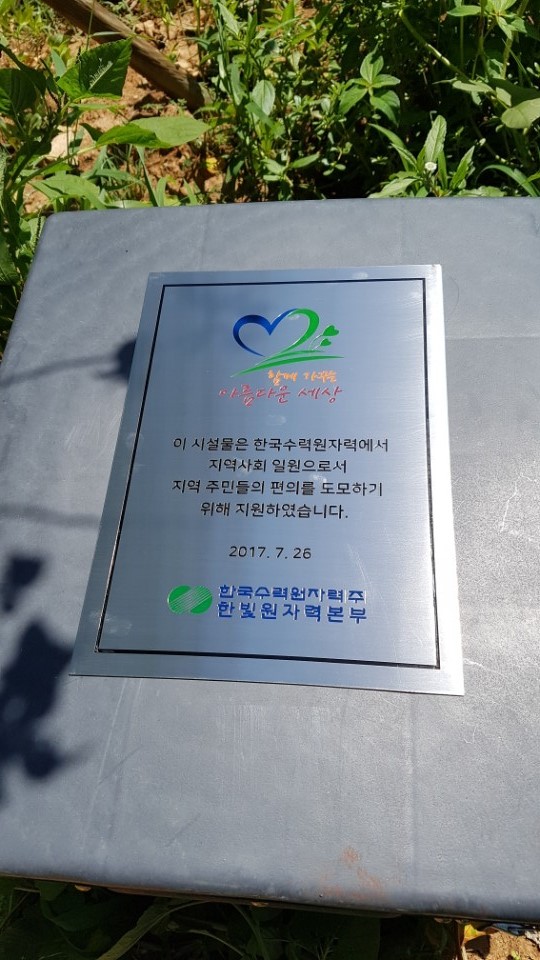 함께 가꾸는
아름다운 세상
이 시설물은 한국수력원자력에서
지역사회 일원으로서
지역 주민들의 편의를 도모하기
위해 지원하였습니다.
2017. 7. 26
한국수력원자력주
한빛원자력본부